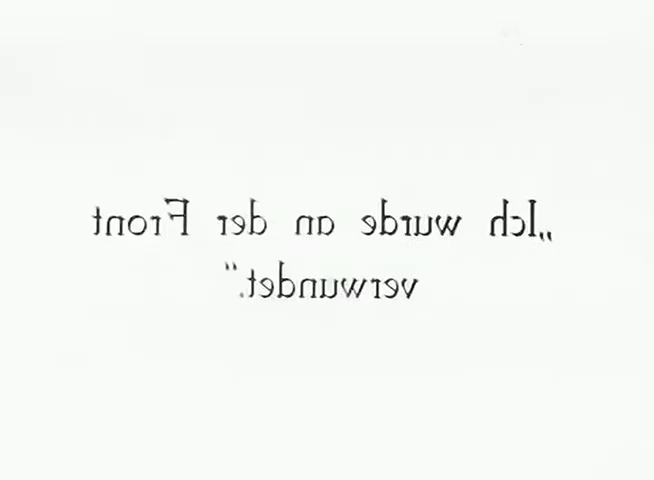 „Ich wurde an der Front
verwundet.“